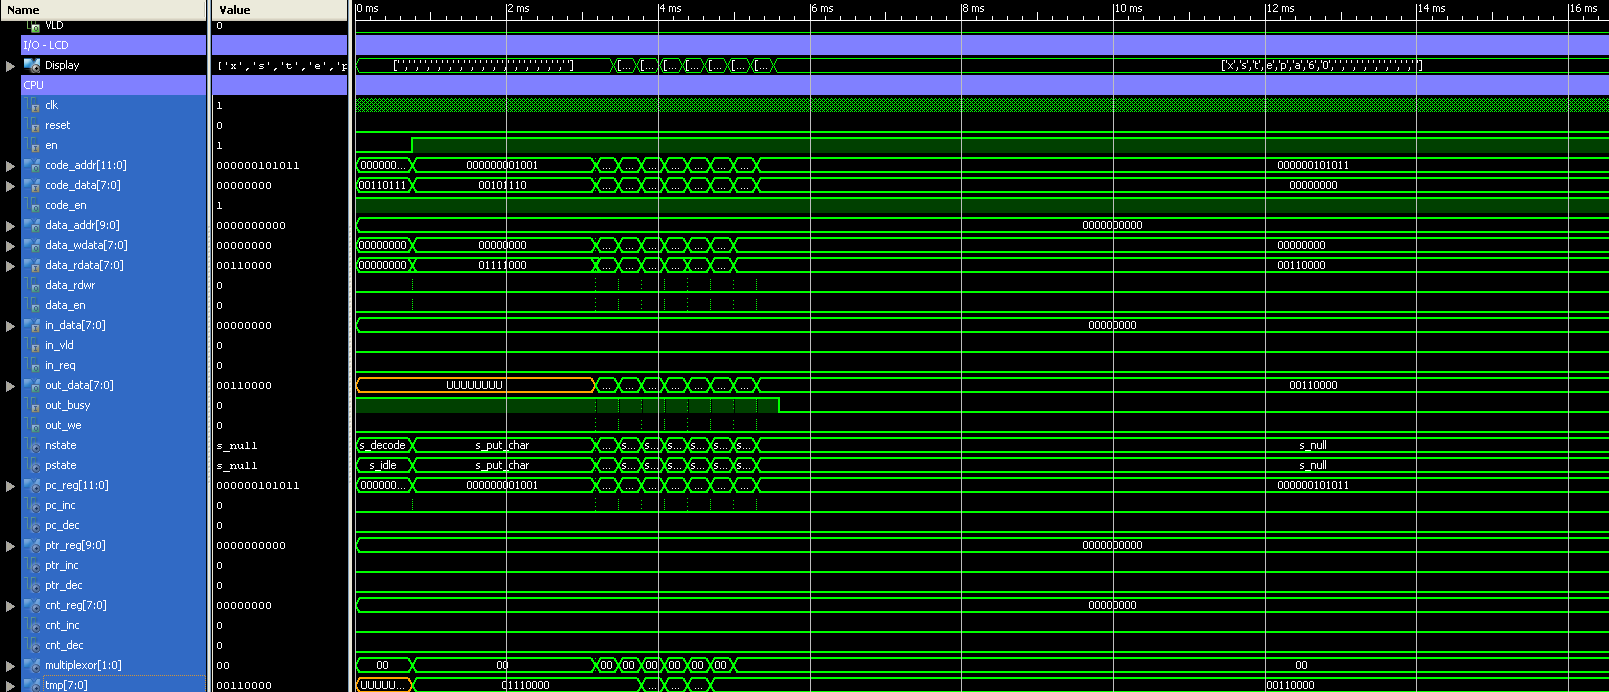 Name Value 0 ms 2 ms 4 ms 6 ms 8 ms 10 ms 12 ms 14 ms 16 ms
VLD 0
I/O - LCD
Display ['x','s','t','e','p [',',',',',',',',',',',',',',',',',',',',',',','] [... [... [... [... [... [... [... ['x,'s,'t,'e,'p,'a,'6,'0,',',',',',',',',',',',','']
CPU
clk 1
reset 0
en 1
code_addr[11:0] 000000101011 000000... 000000001001 ... ... ... ... ... ... ... 000000101011
code_data[7:0] 00000000 00110111 00101110 ... ... ... ... ... ... ... 00000000
code_en 1
data_addr[9:0] 0000000000 0000000000
data_wdata[7:0] 00000000 00000000 00000000 ... ... ... ... ... ... 00000000
data_rdata[7:0] 00110000 00000000 01111000 ... ... ... ... ... ... 00110000
data_rdwr 0
data_en 0
in_data[7:0] 00000000 00000000
in_vld 0
in_req 0
out_data[7:0] 00110000 UUUUUUUU ... ... ... ... ... ... ... 00110000
out_busy 0
out_we 0
nstate s_null s_decode s_put_char ... s... s... s... s... s... s... s_null
pstate s_null s_idle s_put_char ... s... s... s... s... s... s... s_null
pc_reg[11:0] 000000101011 000000... 000000001001 ... ... ... ... ... ... ... 000000101011
pc_inc 0
pc_dec 0
ptr_reg[9:0] 0000000000 0000000000
ptr_inc 0
ptr_dec 0
cnt_reg[7:0] 00000000 00000000
cnt_inc 0
cnt_dec 0
multiplexor[1:0] 00 00 00 00 00 00 00 00 00 00
tmp[7:0] 00110000 UUUUU... 01110000 ... ... ... 00110000